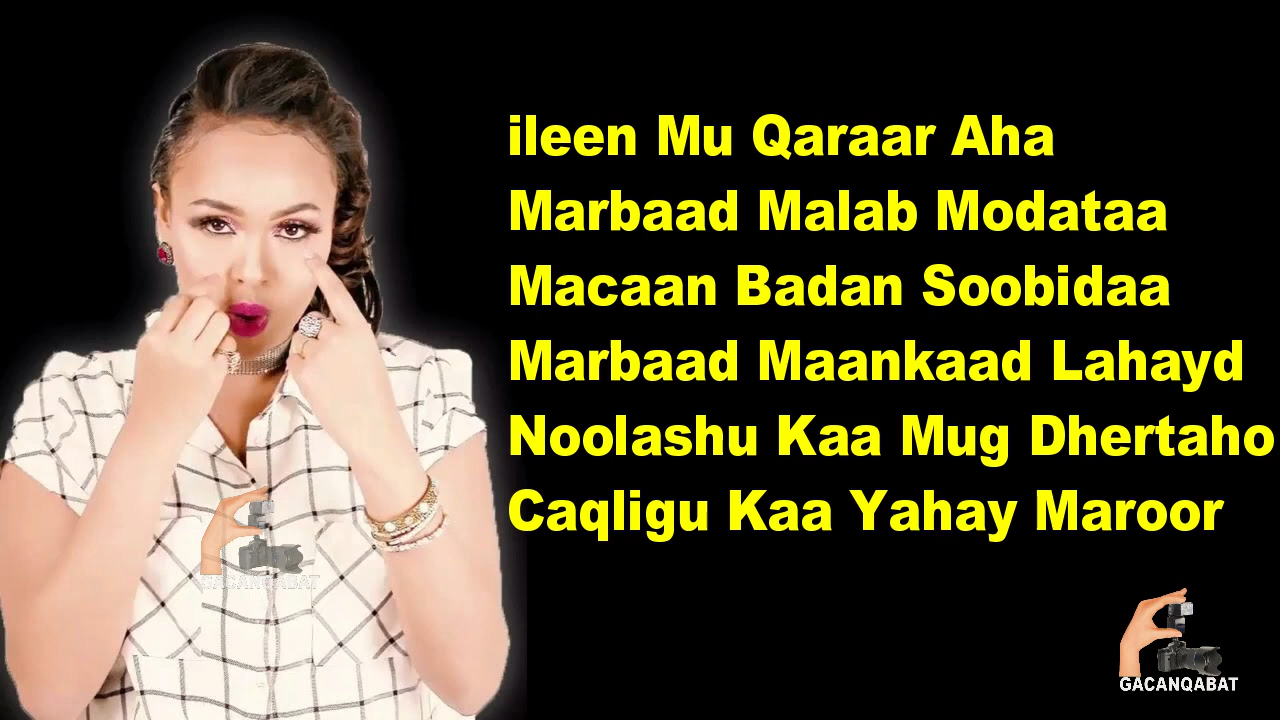 ileen Mu Qaraar Aha
Marbaad Malab Modataa
Macaan Badan Soobidaa
Marbaad Maankaad Lahayd
Noolashu Kaa Mug Dhertaho
Caqligu Kaa Yahay Maroor
GACANQABAT
GACANQABAT